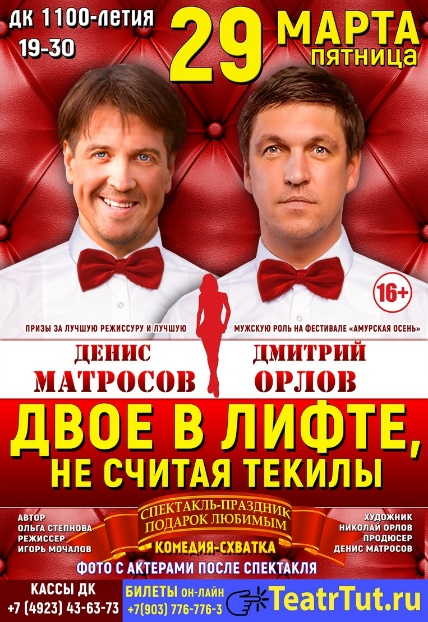 ДК 1100-ЛЕТИЯ
19-30
29 МАРТА
ПЯТНИЦА
16+
ПРИЗЫ ЗА ЛУЧШУЮ РЕЖИССУРУ И ЛУЧШУЮ МУЖСКУЮ РОЛЬ НА ФЕСТИВАЛЕ «АМУРСКАЯ ОСЕНЬ»
ДЕНИС ДМИТРИЙ
МАТРОСОВ ОРЛОВ
ДВОЕ В ЛИФТЕ,
НЕ СЧИТАЯ ТЕКИЛЫ
СПЕКТАКЛЬ-ПРАЗДНИК
ПОДАРОК ЛЮБИМЫМ
АВТОР
ОЛЬГА СТЕПНОВА
РЕЖИССЕР
ИГОРЬ МОЧАЛОВ
КОМЕДИЯ-СХВАТКА
ХУДОЖНИК
НИКОЛАЙ ОРЛОВ
ПРОДЮСЕР
ДЕНИС МАТРОСОВ
ФОТО С АКТЕРАМИ ПОСЛЕ СПЕКТАКЛЯ
КАССЫ ДК
+7 (4923) 43-63-73
БИЛЕТЫ ОН-ЛАЙН
+7(903) 776-776-3
TeatrTut.ru